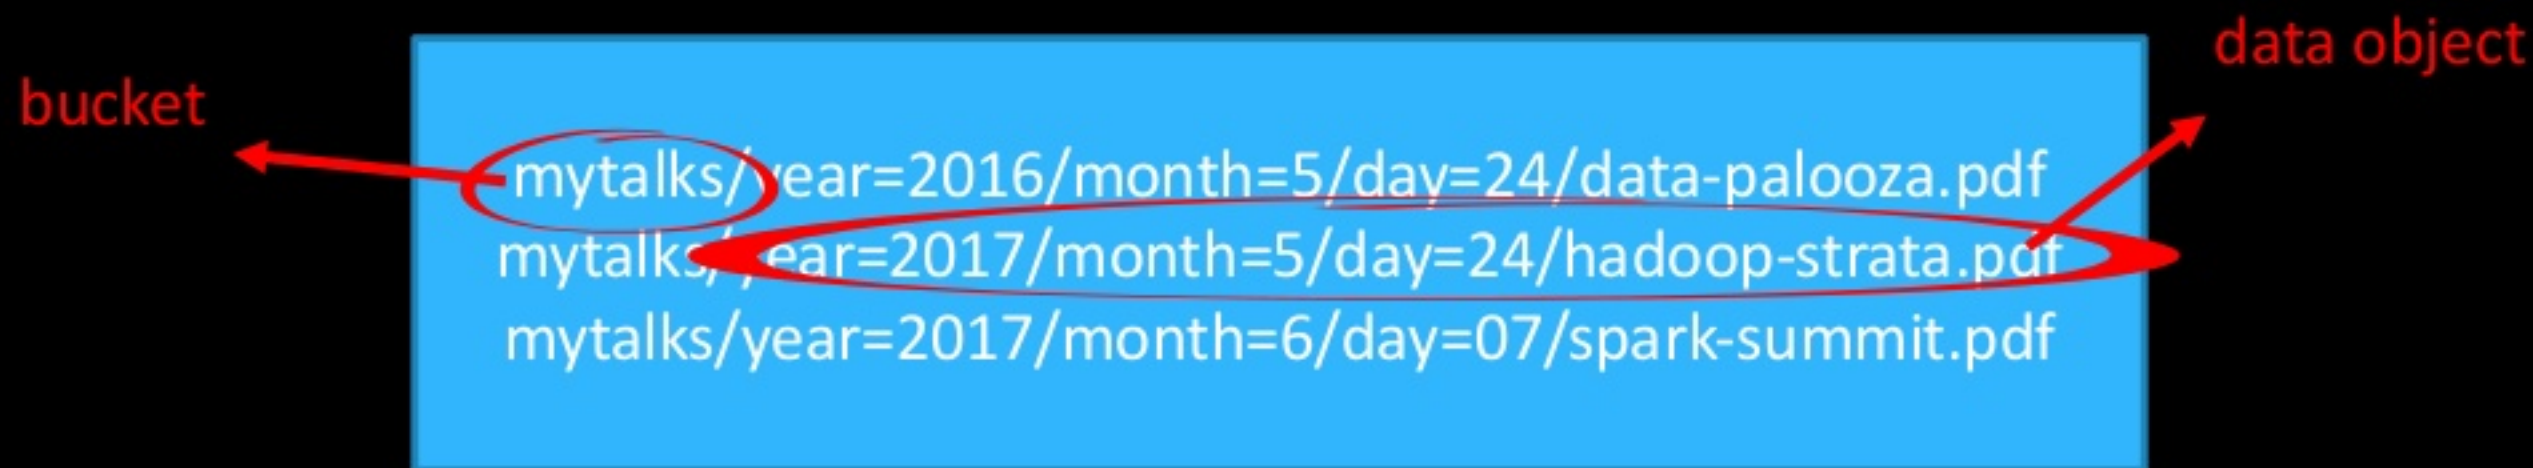 data object
bucket
mytalks/year=2016/month=5/day=24/data-palooza.pdf
mytalks/year=2017/month=5/day=24/hadoop-strata.pdf
mytalks/year=2017/month=6/day=07/spark-summit.pdf